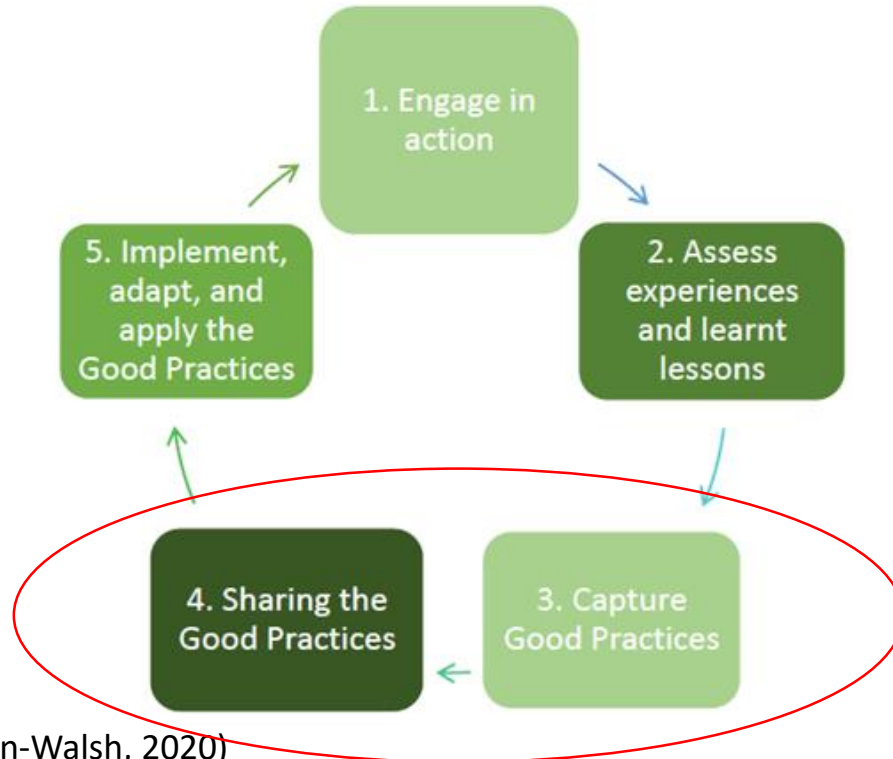 1. Engage in
action
2. Assess
experiences
and learnt
lessons
3. Capture
Good Practices
4. Sharing the
Good Practices
5. Implement,
adapt, and
apply the
Good Practices
n-Walsh, 2020)